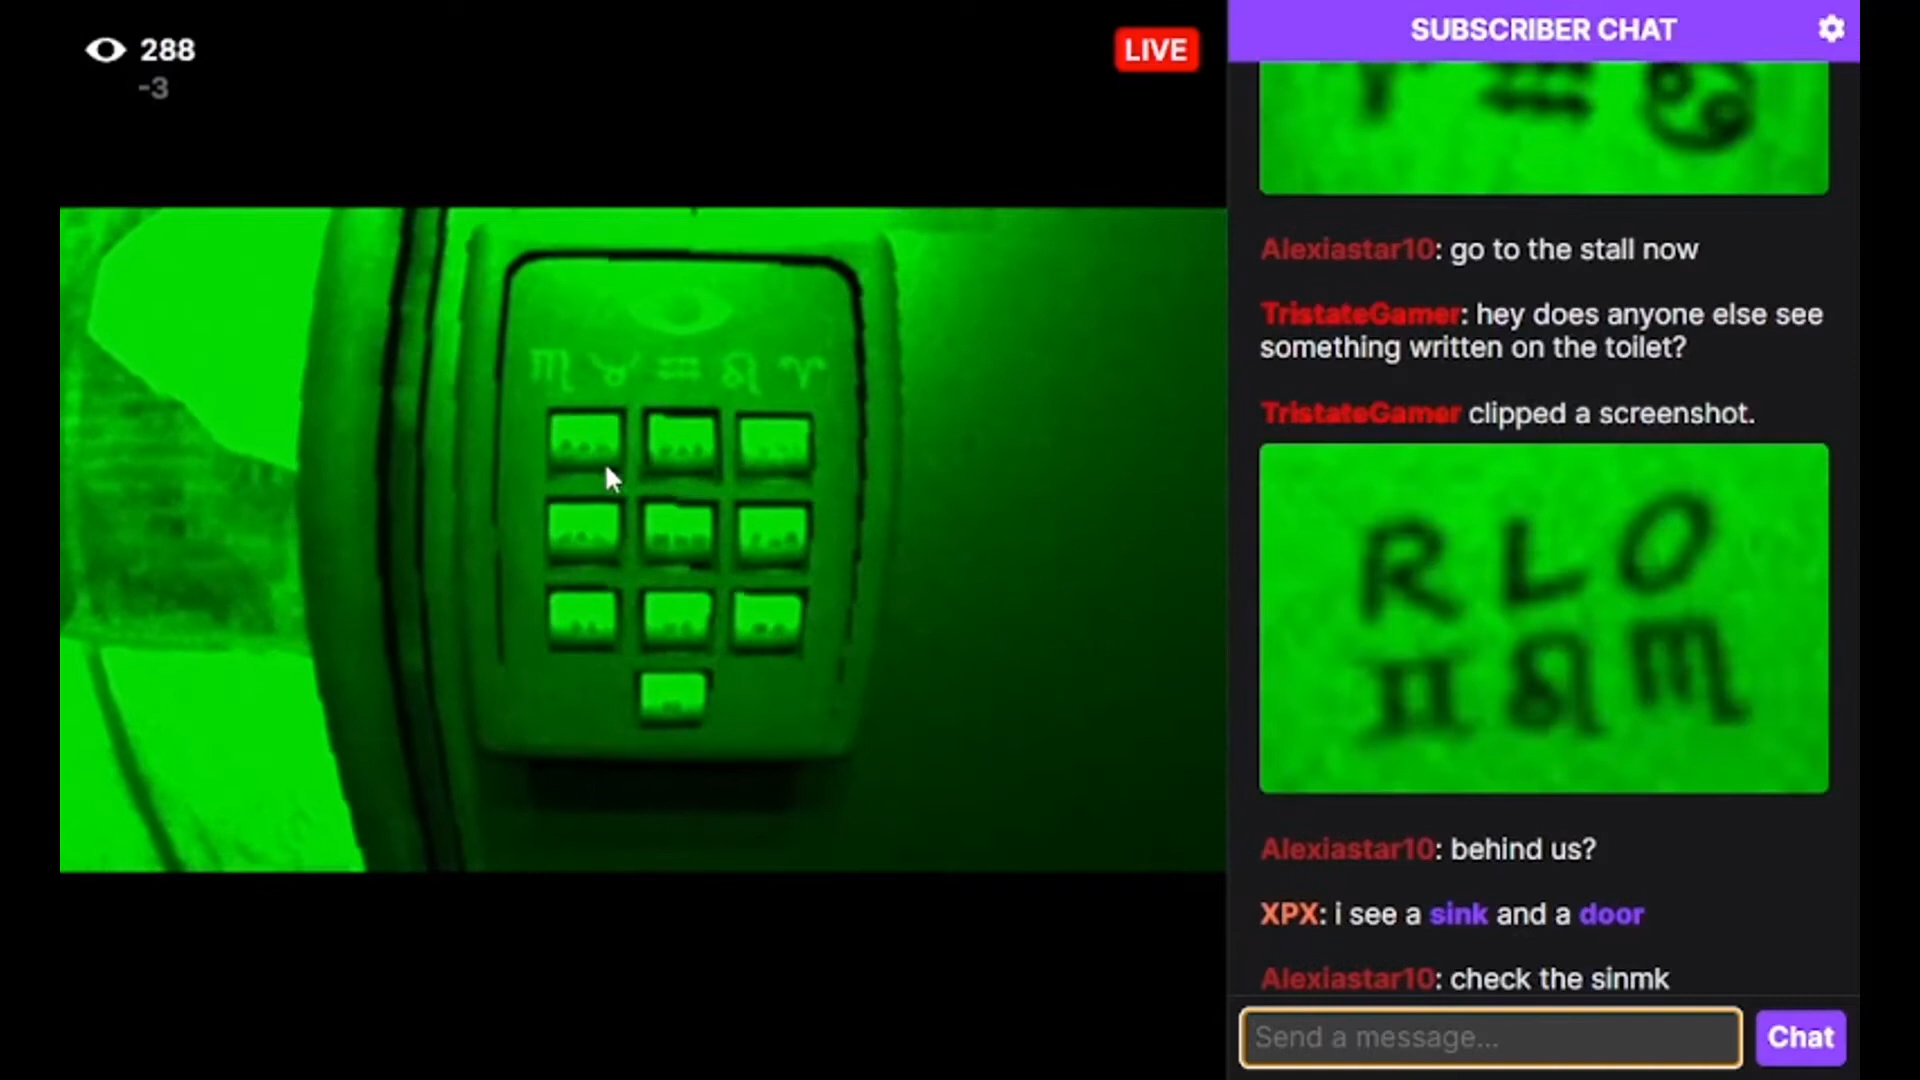 288
-3
LIVE
SUBSCRIBER CHAT
♈ ♒ ♋
Alexiastar10: go to the stall now
TristateGamer: hey does anyone else see
something written on the toilet?
TristateGamer clipped a screenshot.
♏ ♉ ♒ ♌ ♈
R L O
♊ ♌ ♏
Alexiastar10: behind us?
XPX: i see a sink and a door
Alexiastar10: check the sinmk
Send a message...
Chat